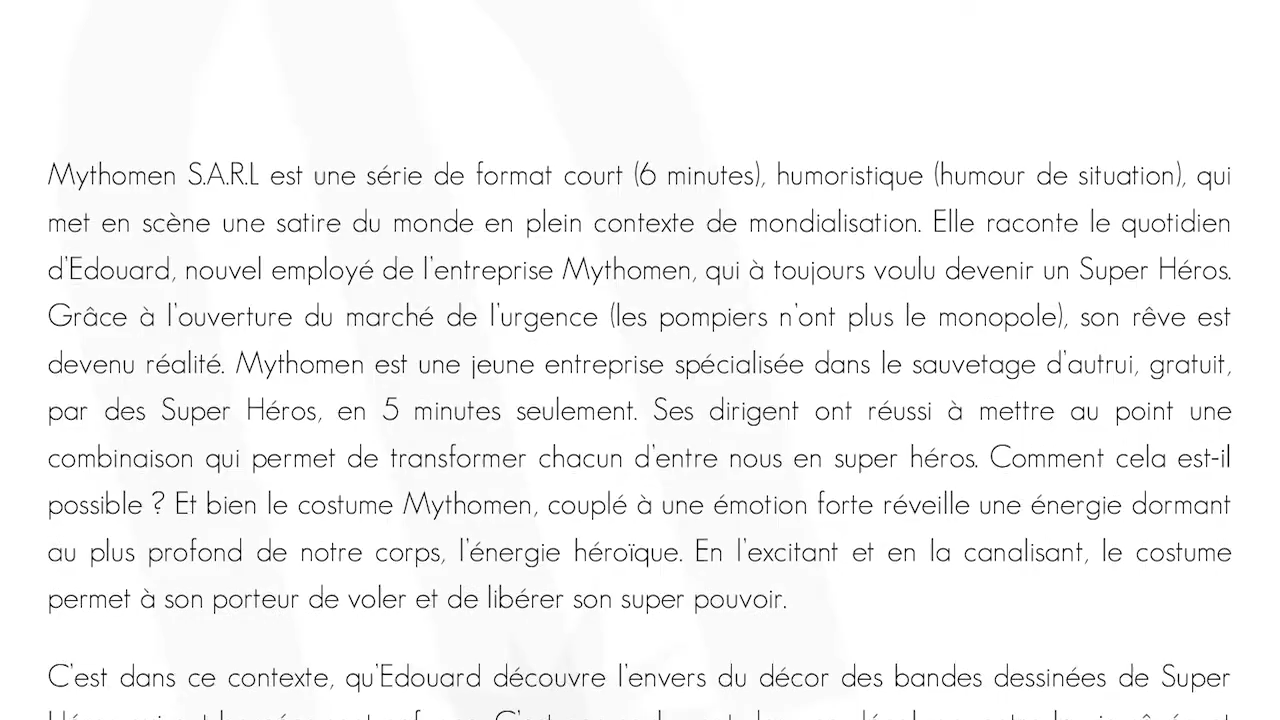 Mythomen S.A.R.L est une série de format court (6 minutes), humoristique (humour de situation), qui
met en scène une satire du monde en plein contexte de mondialisation. Elle raconte le quotidien
d'Edouard, nouvel employé de l'entreprise Mythomen, qui à toujours voulu devenir un Super Héros.
Grâce à l'ouverture du marché de l'urgence (les pompiers n'ont plus le monopole), son rêve est
devenu réalité. Mythomen est une jeune entreprise spécialisée dans le sauvetage d'autrui, gratuit,
par des Super Héros, en 5 minutes seulement. Ses dirigent ont réussi à mettre au point une
combinaison qui permet de transformer chacun d'entre nous en super héros. Comment cela est-il
possible ? Et bien le costume Mythomen, couplé à une émotion forte réveille une énergie dormant
au plus profond de notre corps, l'énergie héroïque. En l'excitant et en la canalisant, le costume
permet à son porteur de voler et de libérer son super pouvoir.
C'est dans ce contexte, qu'Edouard découvre l'envers du décor des bandes dessinées de Super